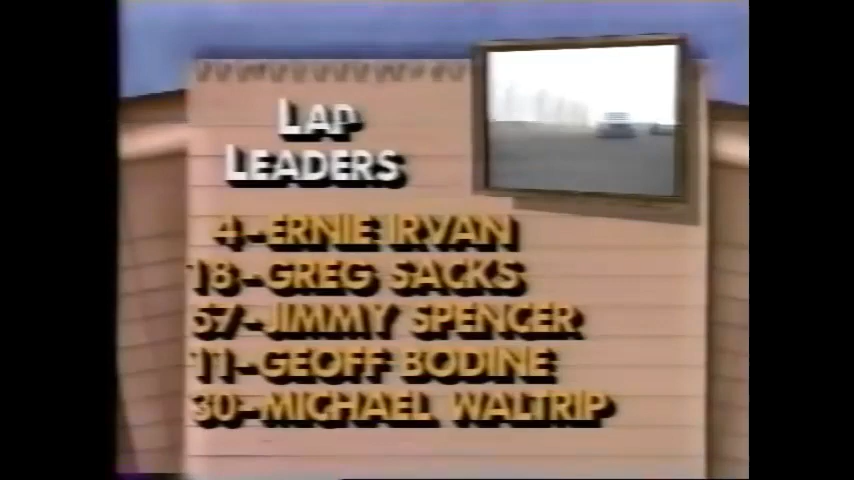 LAP
LEADERS
4-ERNIE IRVAN
18-GREG SACKS
57-JIMMY SPENCER
11-GEOFF BODINE
30-MICHAEL WALTRIP